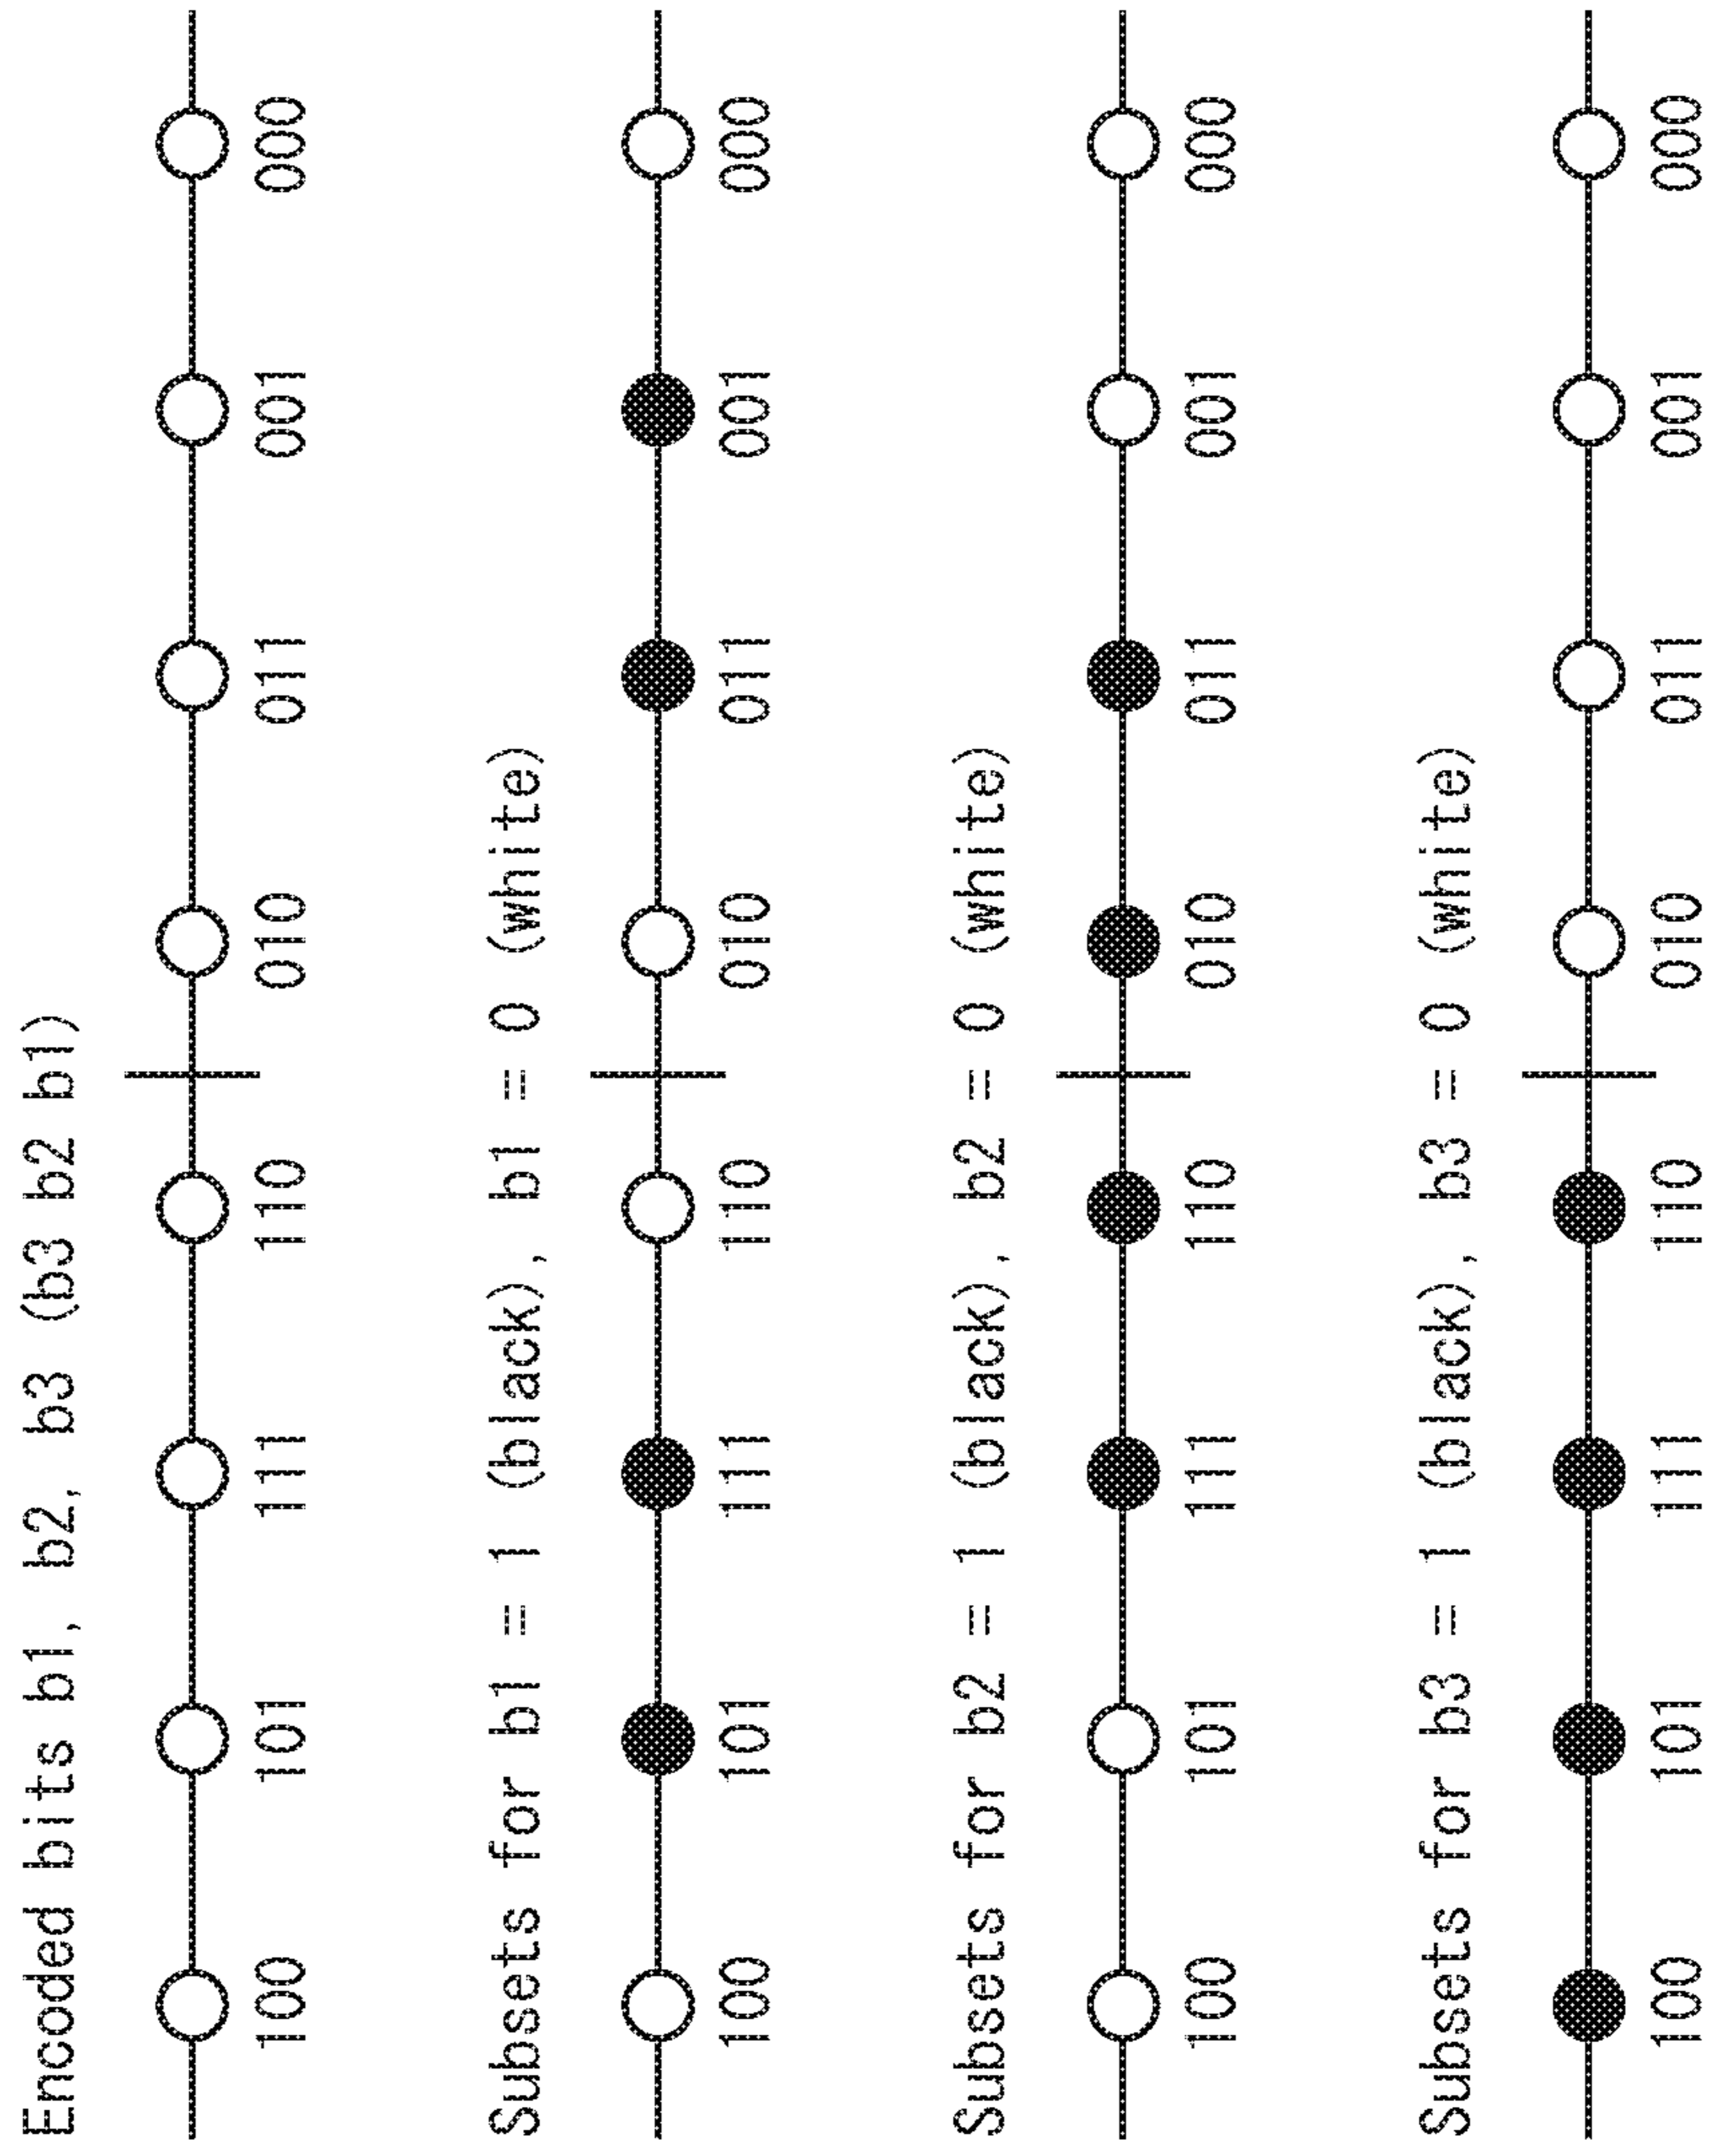 Encoded bits b1, b2, b3 (b3 b2 b1)
100 101 111 110 010 011 001 000
Subsets for b1 = 1 (black), b1 = 0 (white)
100 101 111 110 010 011 001 000
Subsets for b2 = 1 (black), b2 = 0 (white)
100 101 111 110 010 011 001 000
Subsets for b3 = 1 (black), b3 = 0 (white)
100 101 111 110 010 011 001 000